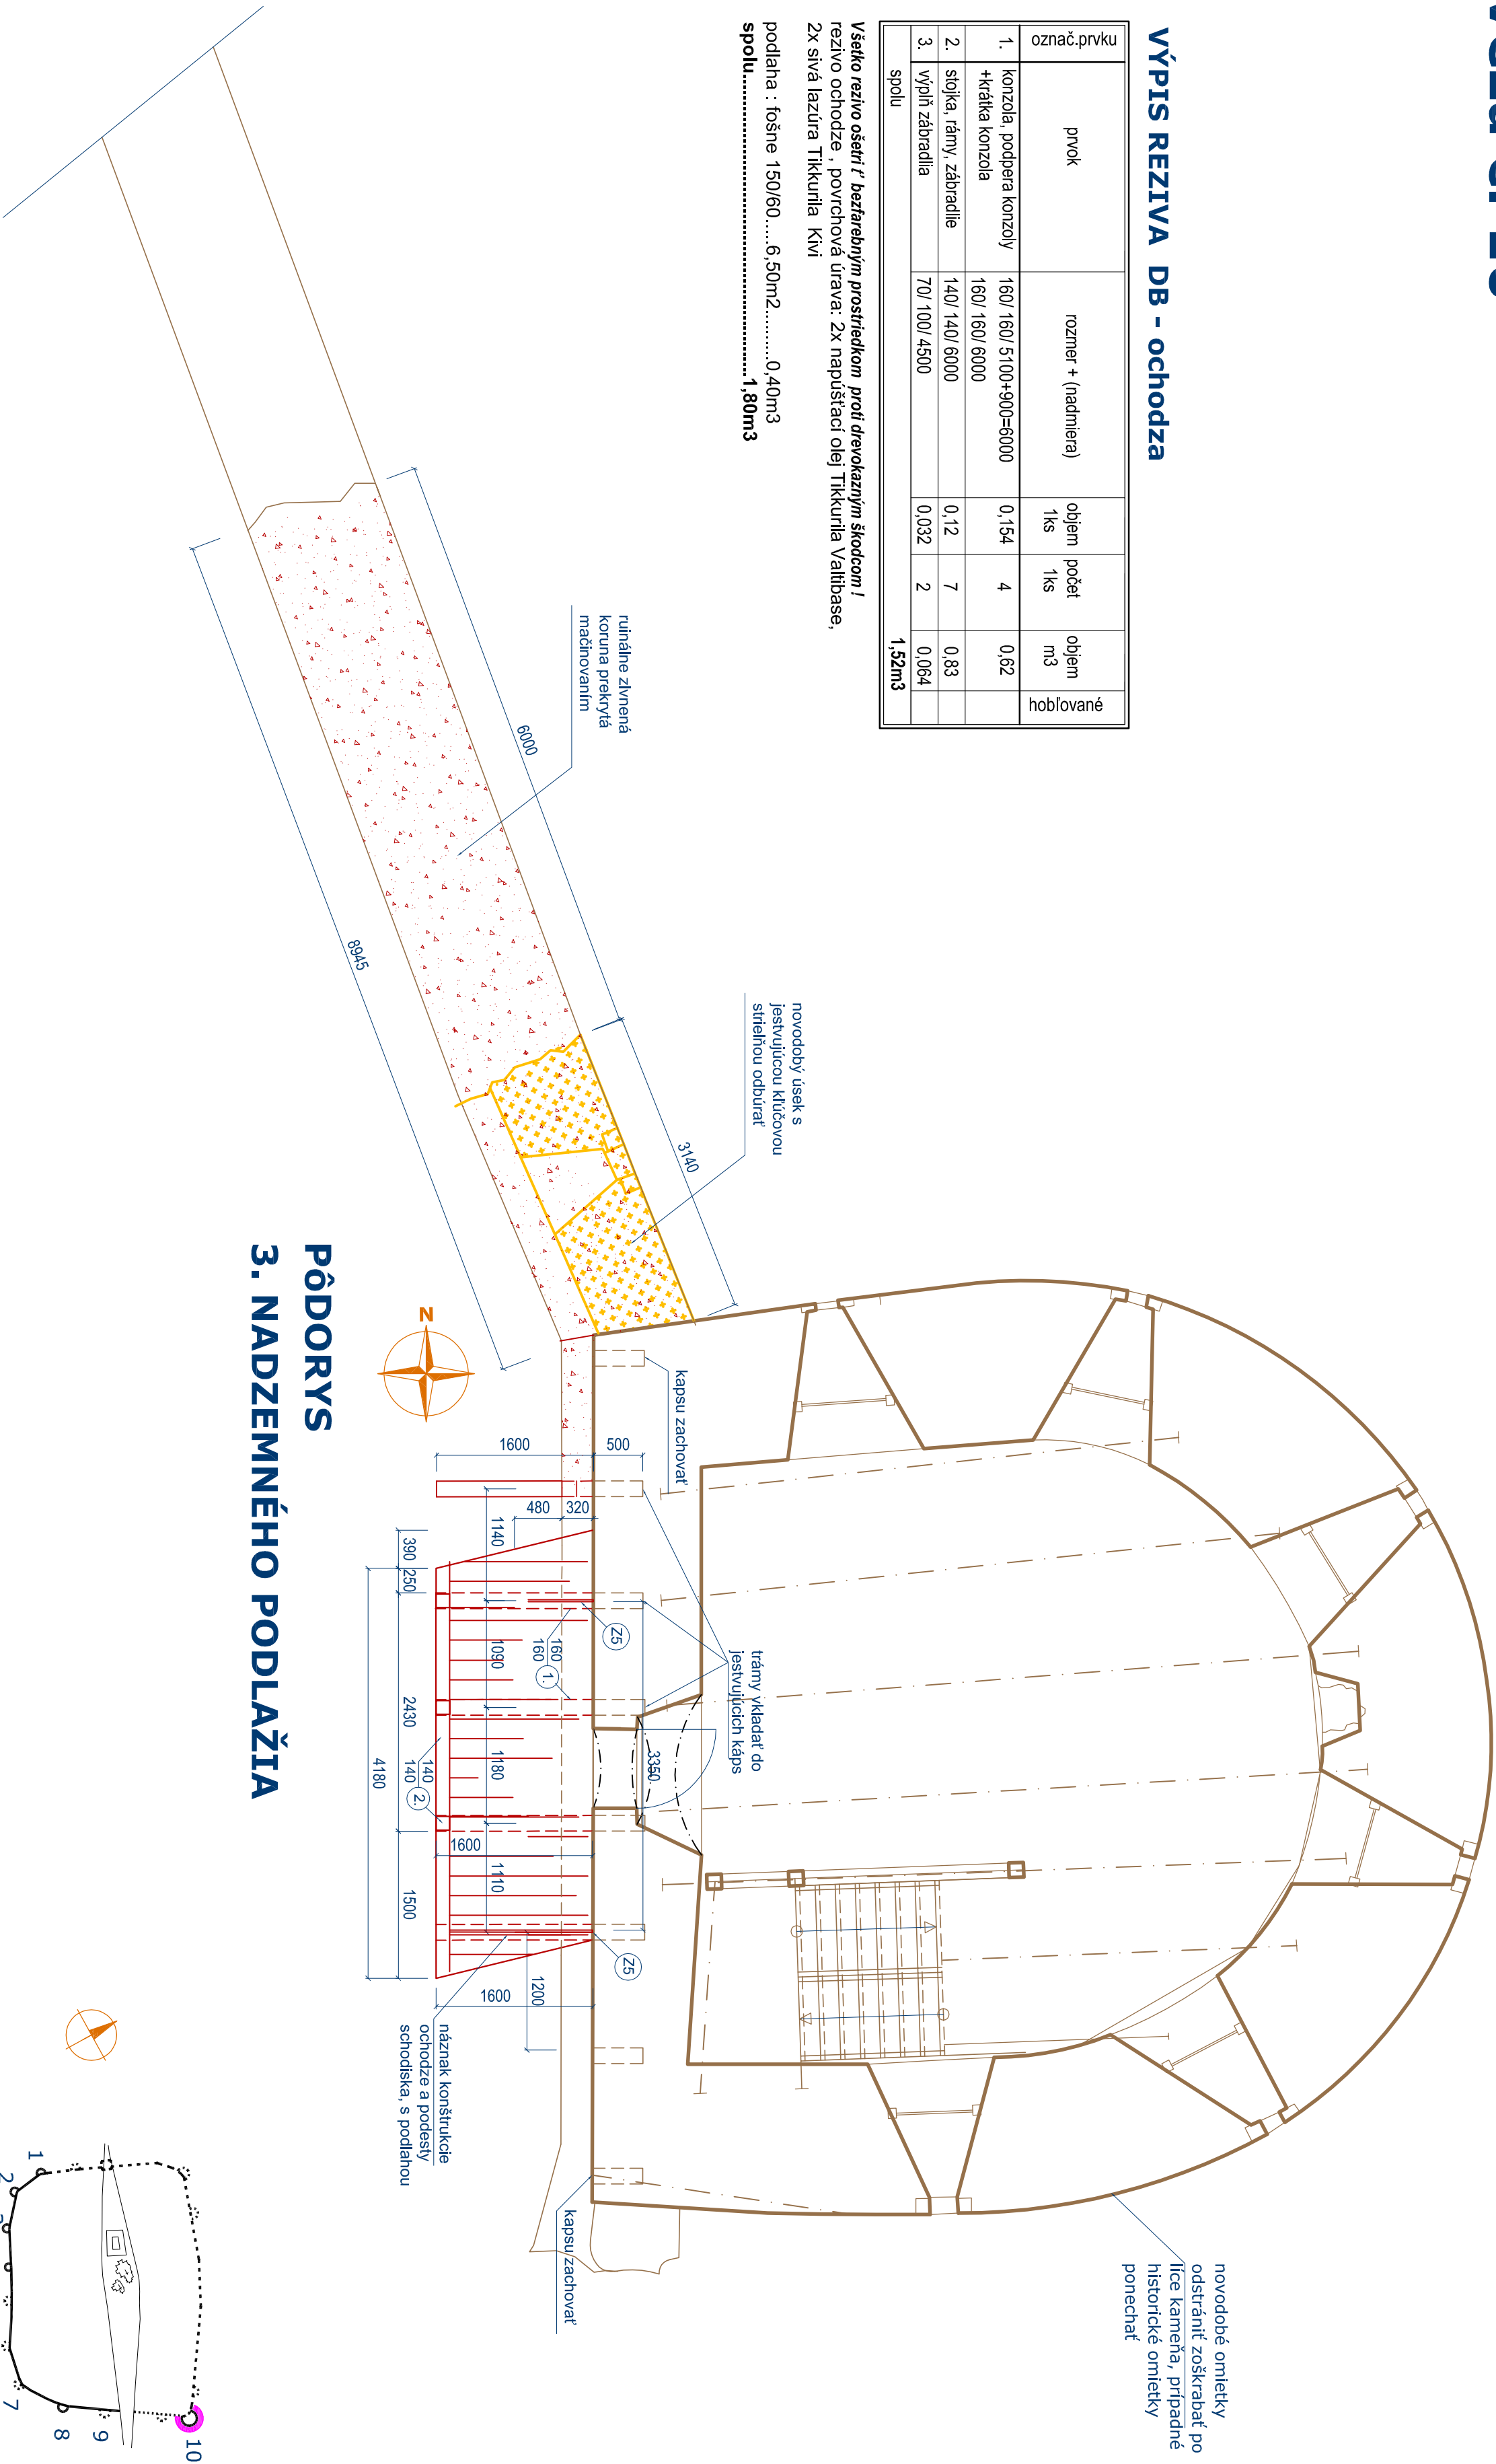 VÝPIS REZIVA DB - ochodza
označ.prvku prvok rozmer + (nadmiera) objem 1ks počet 1ks objem m3 hobľované
1. konzola, podpera konzoly 160/ 160/ 5100+900=6000 0,154 4 0,62
+krátka konzola 160/ 160/ 6000
2. stojka, rámy, zábradlie 140/ 140/ 6000 0,12 7 0,83
3. výplň zábradlia 70/ 100/ 4500 0,032 2 0,064
spolu 1,52m3
Všetko rezivo ošetri ť bezfarebným prostriedkom proti drevokazným škodcom !
rezivo ochodze , povrchová úrava: 2x napúšťací olej Tikkurila Valtibase,
2x sivá lazúra Tikkurila Kivi
podlaha : fošne 150/60.....6,50m2..........0,40m3
spolu...........................................................1,80m3
ruinálne zlvnená
koruna prekrytá
mačinovaním
6000
8945
novodobý úsek s
jestvujúcou kľúčovou
strielňou odbúrať
3140
kapsu zachovať
trámy vkladať do
jestvujúcich káps
1600
500
480
320
1140
390
250
1090
2430
1180
4180
1110
1500
1600
1600
1200
3350
160
160
1.
140
140
2.
Z5
Z5
náznak konštrukcie
ochodze a podesty
schodiska, s podlahou
kapsu zachovať
novodobé omietky
odstrániť zoškrabať po
líce kameňa, prípadné
historické omietky
ponechať
N
PÔDORYS
3. NADZEMNÉHO PODLAŽIA
1
2
7
8
9
10